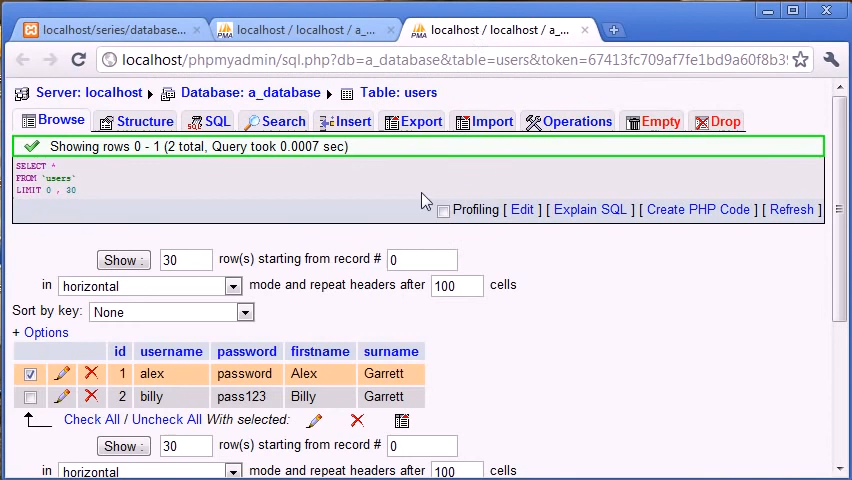 localhost/series/database...
localhost / localhost / a_...
localhost / localhost / a_...
localhost/phpmyadmin/sql.php?db=a_database&table=users&token=67413fc709af7fe1bd9a60f8b3
Server: localhost Database: a_database Table: users
Browse Structure SQL Search Insert Export Import Operations Empty Drop
Showing rows 0 - 1 (2 total, Query took 0.0007 sec)
SELECT *
FROM `users`
LIMIT 0 , 30
Profiling [ Edit ] [ Explain SQL ] [ Create PHP Code ] [ Refresh ]
Show : 30 row(s) starting from record # 0
in horizontal mode and repeat headers after 100 cells
Sort by key: None
+ Options
id username password firstname surname
1 alex password Alex Garrett
2 billy pass123 Billy Garrett
Check All / Uncheck All With selected:
Show : 30 row(s) starting from record # 0
in horizontal mode and repeat headers after 100 cells